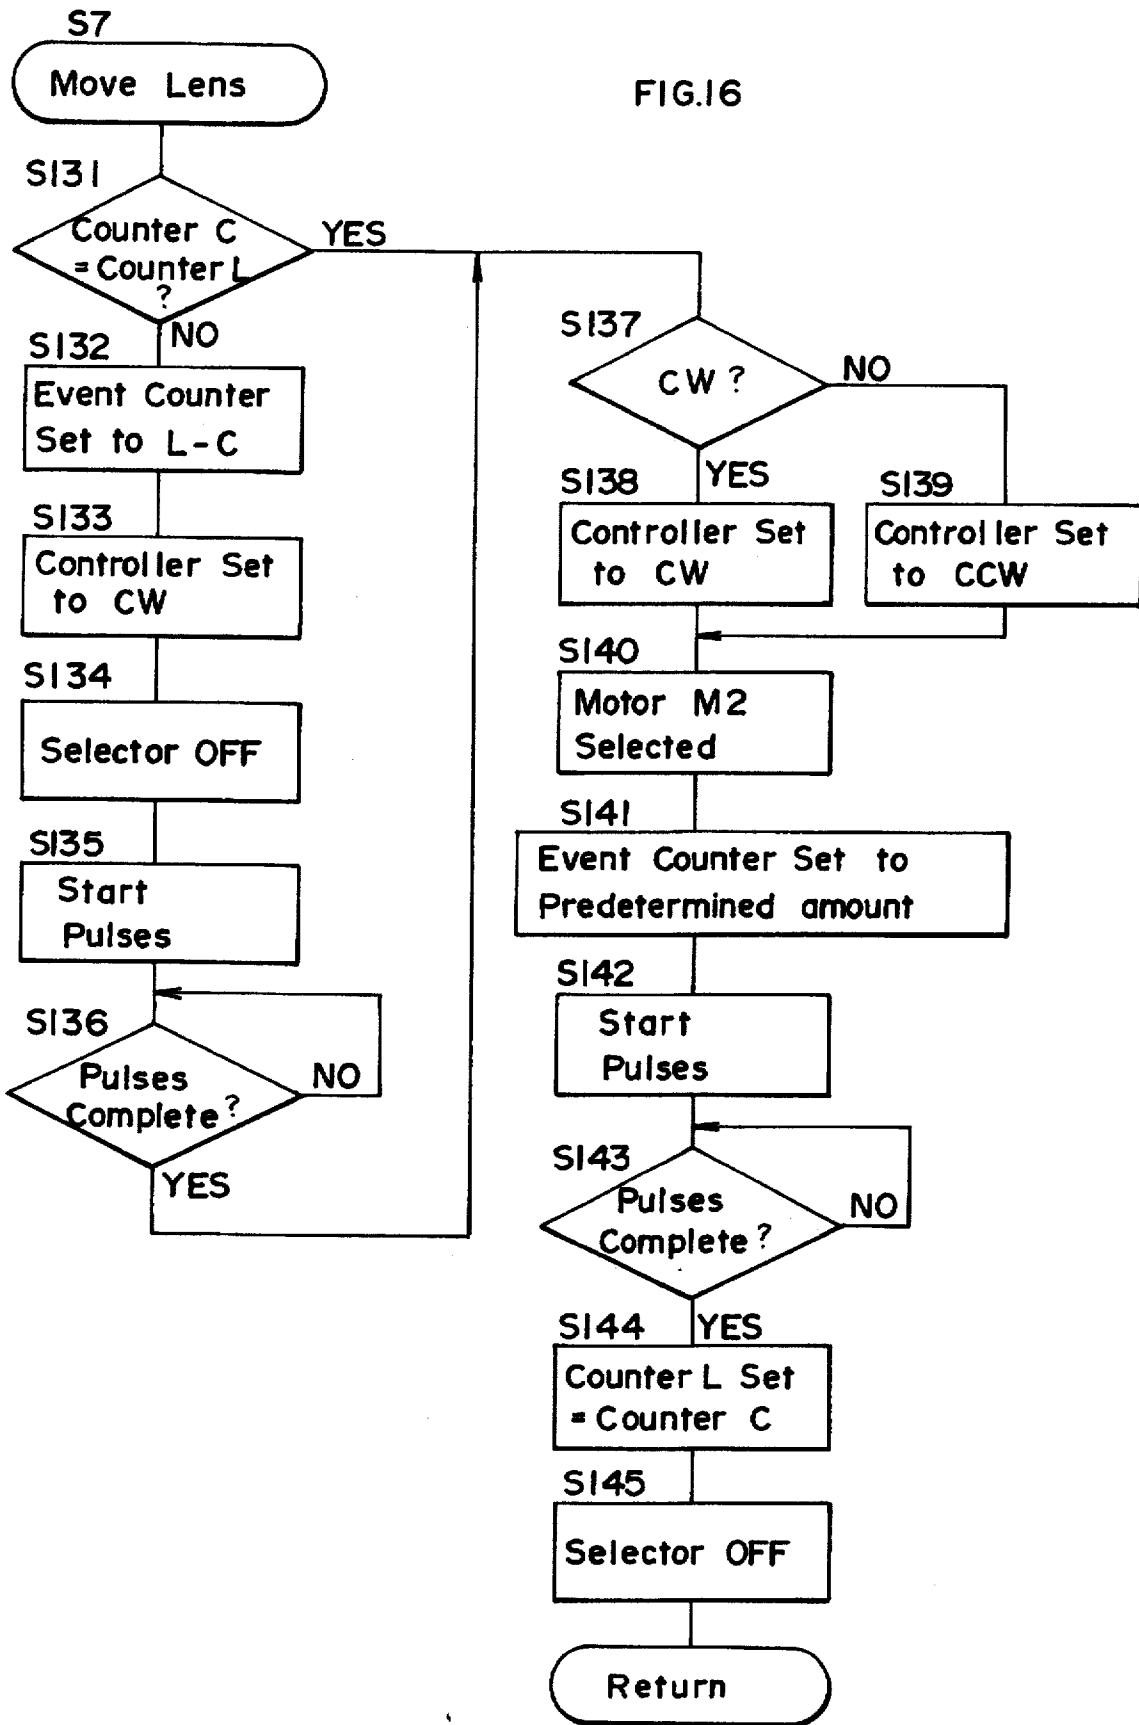 S7
Move Lens
FIG.16
S131
Counter C
= Counter L
?
YES
NO
S132
Event Counter
Set to L-C
S133
Controller Set
to CW
S134
Selector OFF
S135
Start
Pulses
S136
Pulses
Complete?
NO
YES
S137
CW?
NO
YES
S138
Controller Set
to CW
S139
Controller Set
to CCW
S140
Motor M2
Selected
S141
Event Counter Set to
Predetermined amount
S142
Start
Pulses
S143
Pulses
Complete?
NO
YES
S144
Counter L Set
= Counter C
S145
Selector OFF
Return